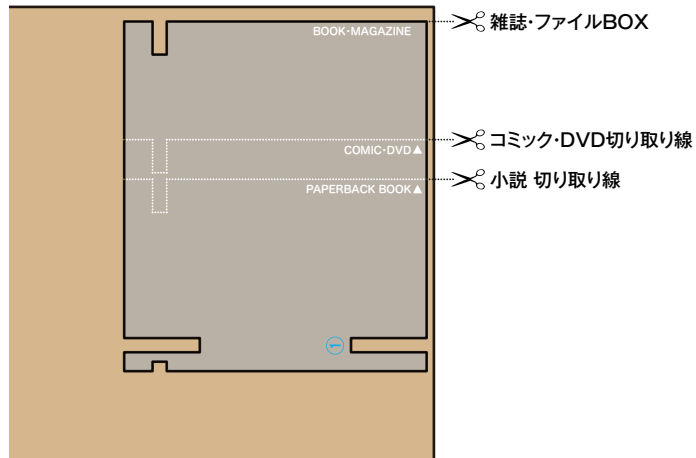 BOOK・MAGAZINE
雑誌・ファイルBOX
COMIC・DVD▲
コミック・DVD切り取り線
PAPERBACK BOOK▲
小説 切り取り線
①